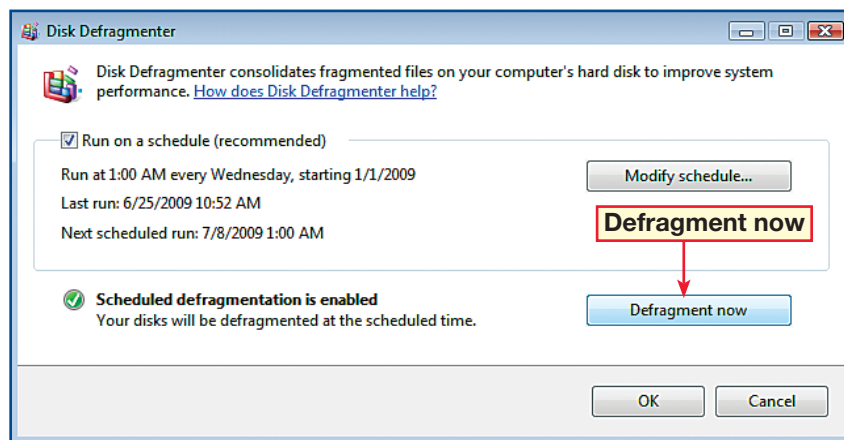 Disk Defragmenter
Disk Defragmenter consolidates fragmented files on your computer's hard disk to improve system
performance. How does Disk Defragmenter help?
Run on a schedule (recommended)
Run at 1:00 AM every Wednesday, starting 1/1/2009
Modify schedule...
Last run: 6/25/2009 10:52 AM
Defragment now
Next scheduled run: 7/8/2009 1:00 AM
Scheduled defragmentation is enabled
Your disks will be defragmented at the scheduled time.
Defragment now
OK
Cancel